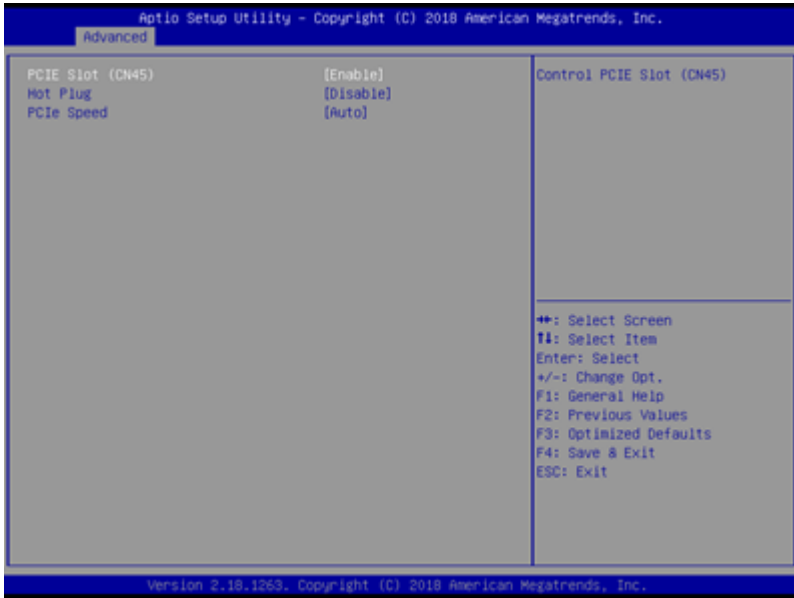 Aptio Setup Utility – Copyright (C) 2018 American Megatrends, Inc.
Advanced
PCIE Slot (CN45) [Enable]
Hot Plug [Disable]
PCIe Speed [Auto]
Control PCIE Slot (CN45)
→←: Select Screen
↑↓: Select Item
Enter: Select
+/-: Change Opt.
F1: General Help
F2: Previous Values
F3: Optimized Defaults
F4: Save & Exit
ESC: Exit
Version 2.18.1263. Copyright (C) 2018 American Megatrends, Inc.